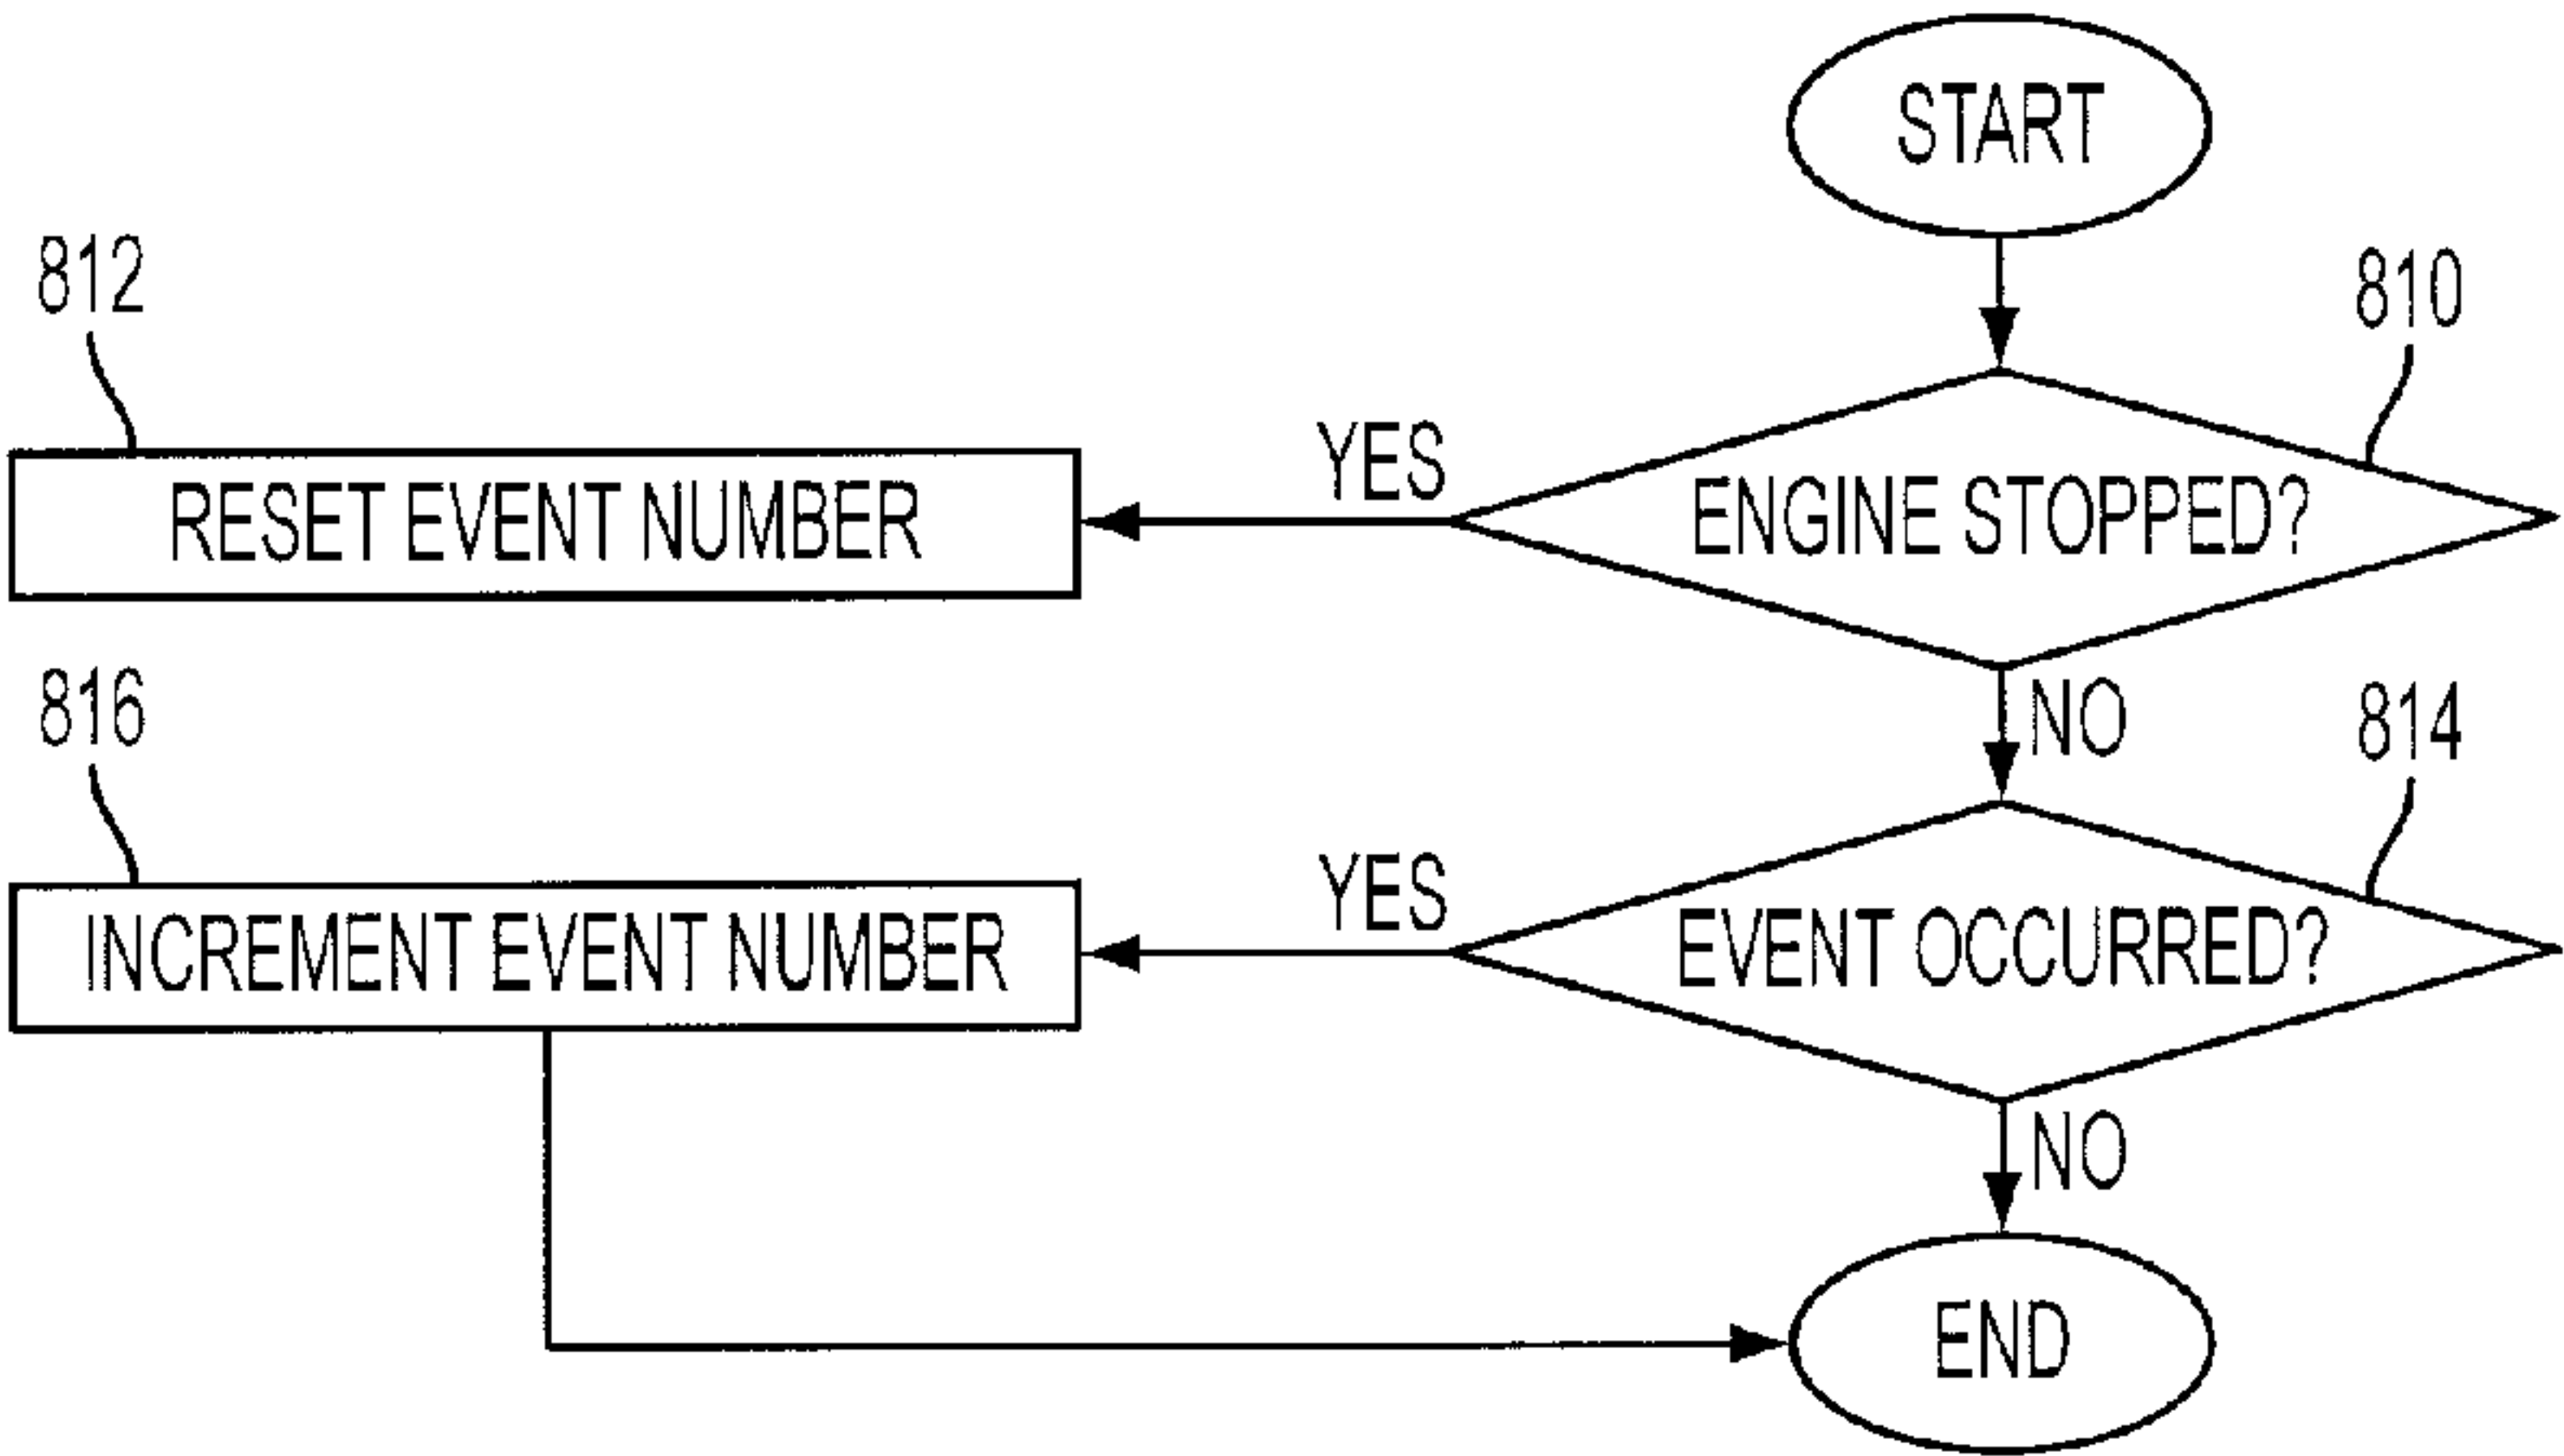 START
812
810
YES
RESET EVENT NUMBER
ENGINE STOPPED?
NO
816
814
YES
INCREMENT EVENT NUMBER
EVENT OCCURRED?
NO
END